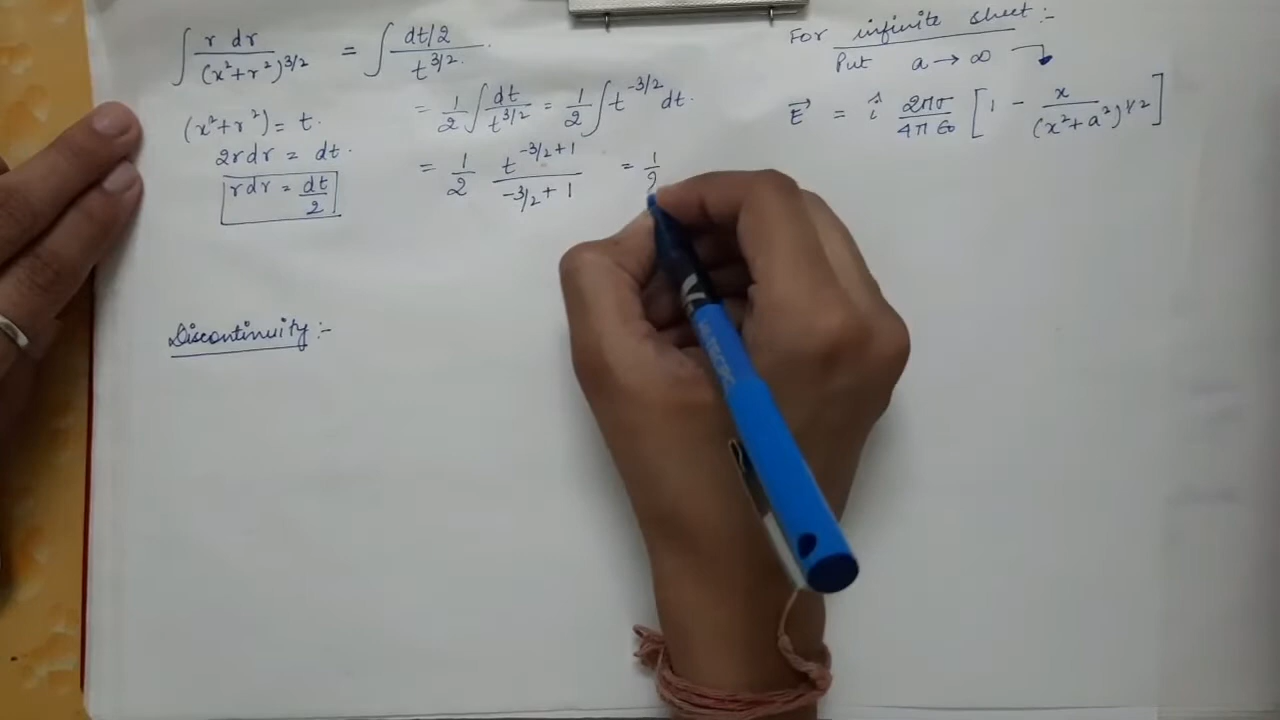 ∫ r dr / (x² + r²)^3/2 = ∫ dt/2 / t^3/2.
(x² + r²) = t.
2rdr = dt.
rdr = dt / 2
= 1/2 ∫ dt / t^3/2 = 1/2 ∫ t^-3/2 dt.
= 1/2 t^-3/2+1 / -3/2 + 1 = 1/2
Discontinuity :-
For infinite sheet :-
Put a → ∞
E⃗ = î 2πσ / 4π ε₀ [ 1 - x / (x² + a²)^1/2 ]